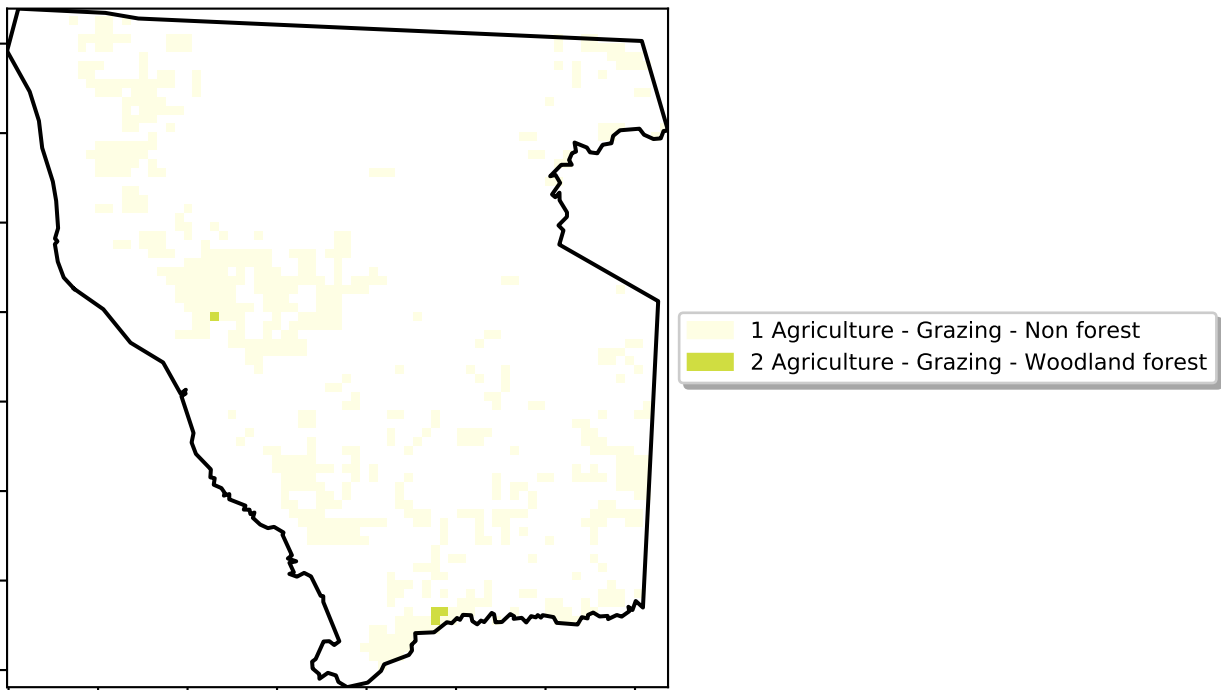 1 Agriculture - Grazing - Non forest
2 Agriculture - Grazing - Woodland forest